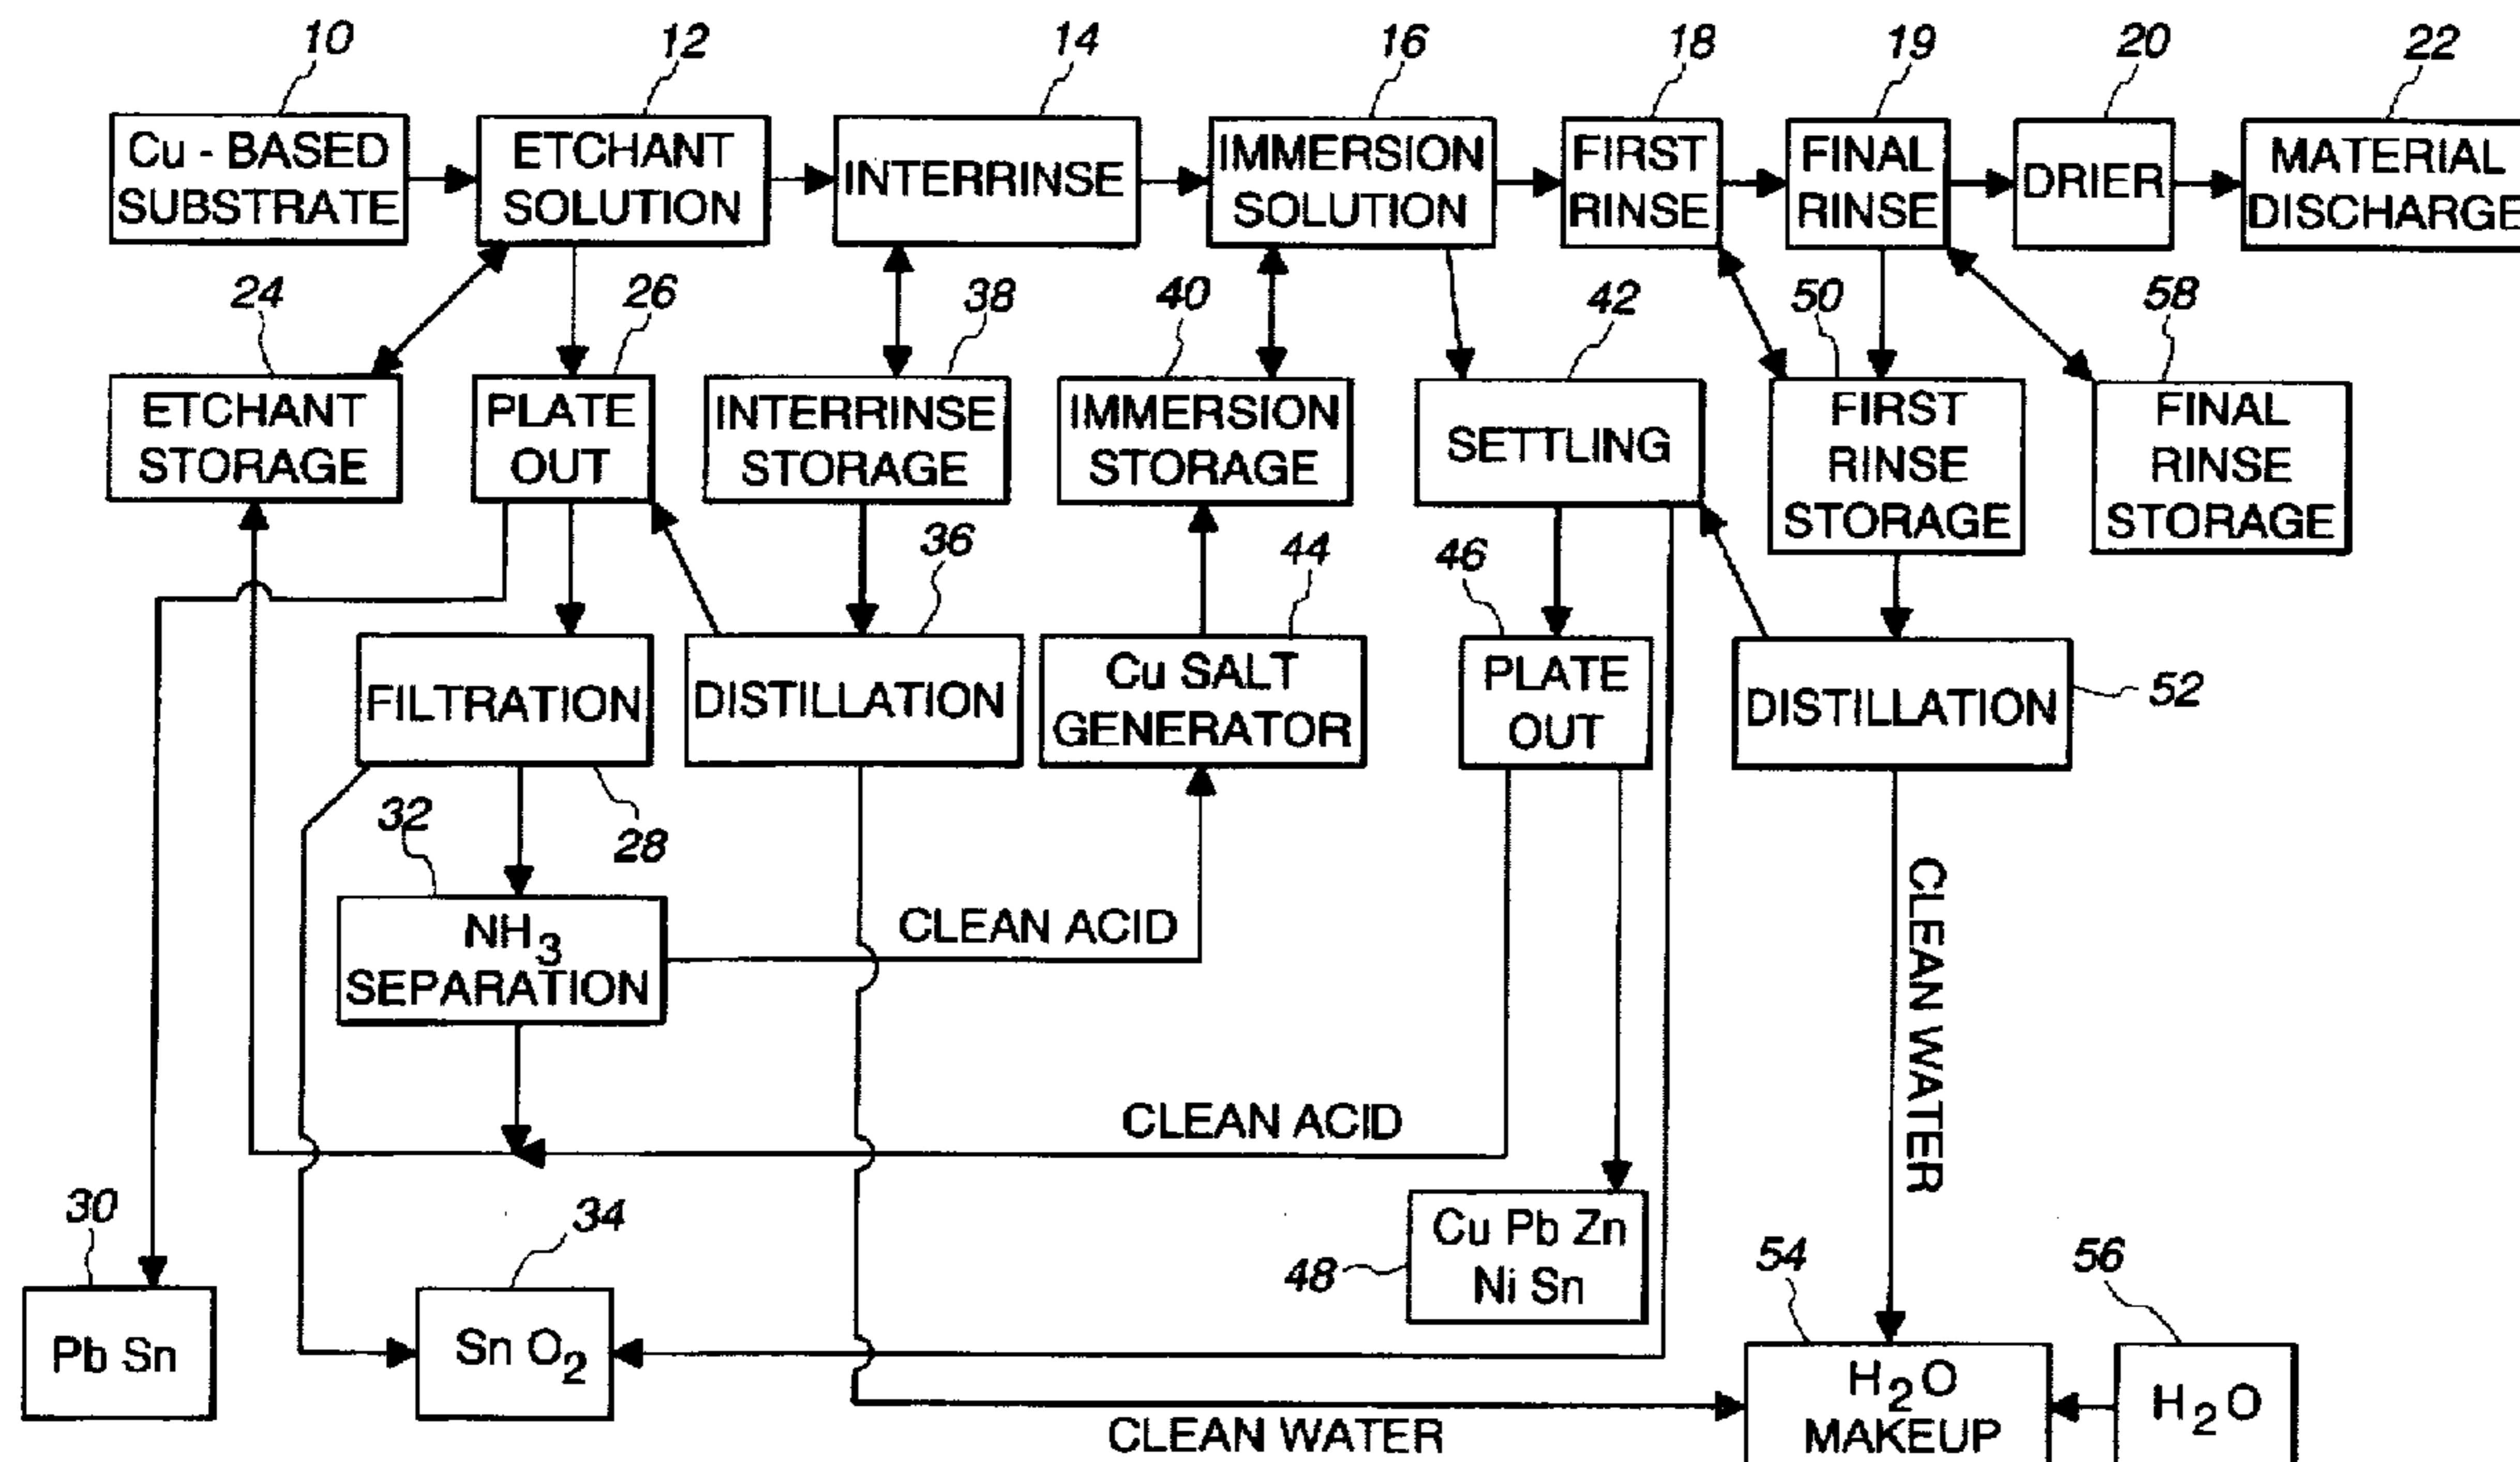 10
12
14
16
18
19
20
22
Cu - BASED
SUBSTRATE
ETCHANT
SOLUTION
INTERRINSE
IMMERSION
SOLUTION
FIRST
RINSE
FINAL
RINSE
DRIER
MATERIAL
DISCHARGE
24
26
38
40
42
50
58
ETCHANT
STORAGE
PLATE
OUT
INTERRINSE
STORAGE
IMMERSION
STORAGE
SETTLING
FIRST
RINSE
STORAGE
FINAL
RINSE
STORAGE
36
44
46
FILTRATION
DISTILLATION
Cu SALT
GENERATOR
PLATE
OUT
DISTILLATION
52
32
28
NH3
SEPARATION
CLEAN ACID
CLEAN WATER
CLEAN ACID
30
34
48
Cu Pb Zn
Ni Sn
54
56
Pb Sn
Sn O2
H2O
MAKEUP
H2O
CLEAN WATER